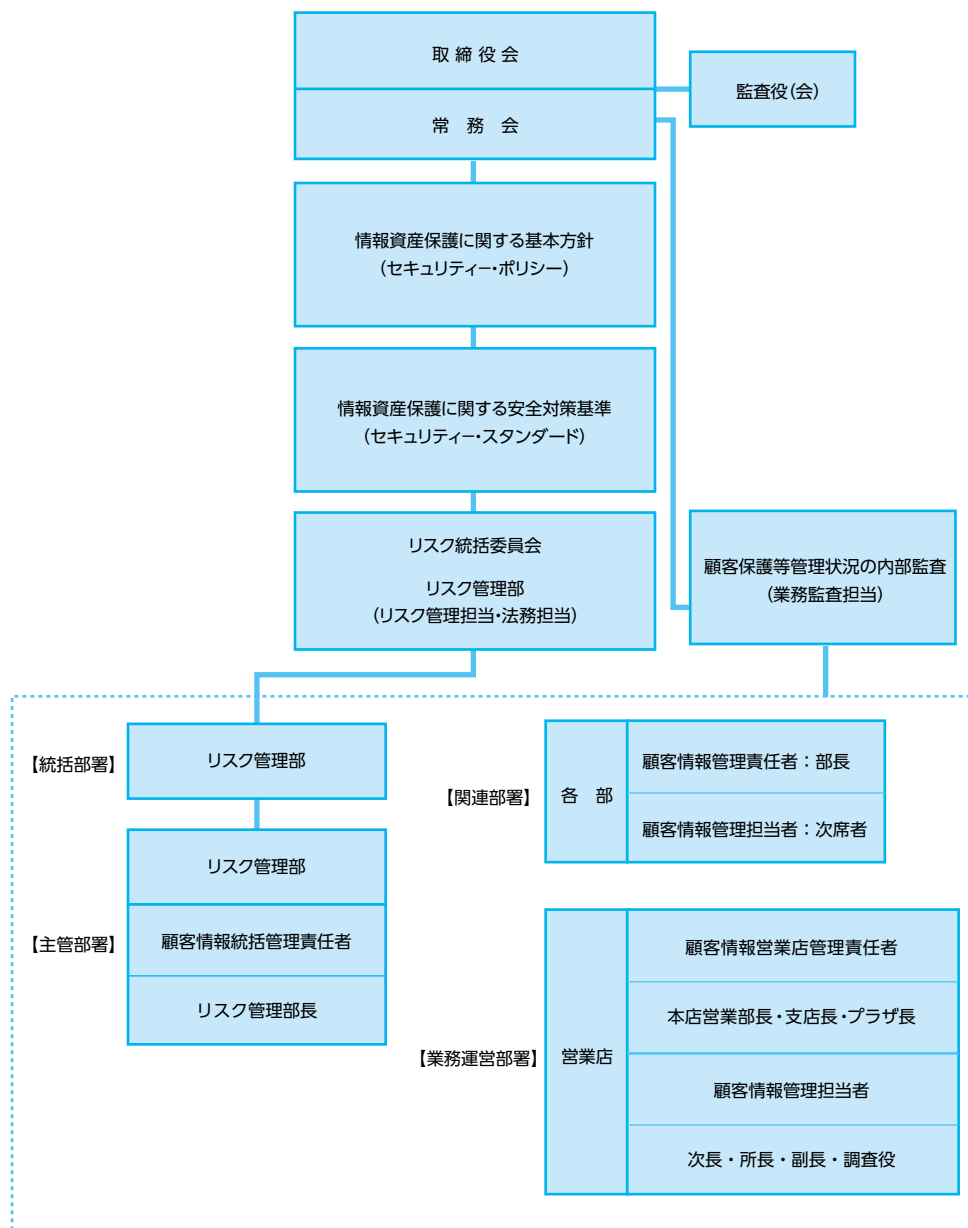 取締役会
監査役(会)
常　務　会
情報資産保護に関する基本方針
(セキュリティー・ポリシー)
情報資産保護に関する安全対策基準
(セキュリティー・スタンダード)
リスク統括委員会
リスク管理部
(リスク管理担当・法務担当)
顧客保護等管理状況の内部監査
(業務監査担当)
【統括部署】
リスク管理部
【主管部署】
リスク管理部
顧客情報統括管理責任者
リスク管理部長
【関連部署】
各　部
顧客情報管理責任者：部長
顧客情報管理担当者：次席者
【業務運営部署】
営業店
顧客情報営業店管理責任者
本店営業部長・支店長・プラザ長
顧客情報管理担当者
次長・所長・副長・調査役